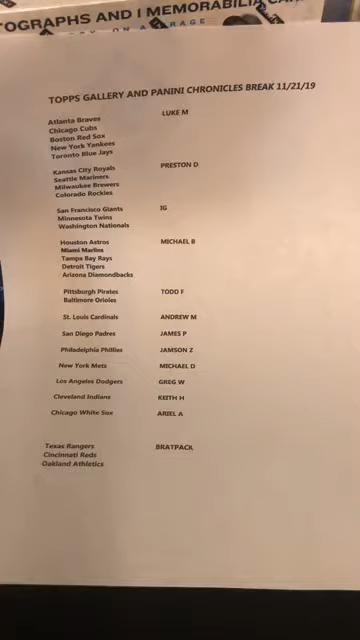 TOGRAPHS AND 1 MEMORABILIA CA
ON A
RAGE
TOPPS GALLERY AND PANINI CHRONICLES BREAK 11/21/19
Atlanta Braves LUKE M
Chicago Cubs
Boston Red Sox
New York Yankees
Toronto Blue Jays
Kansas City Royals PRESTON D
Seattle Mariners
Milwaukee Brewers
Colorado Rockies
San Francisco Giants IG
Minnesota Twins
Washington Nationals
Houston Astros MICHAEL B
Miami Marlins
Tampa Bay Rays
Detroit Tigers
Arizona Diamondbacks
Pittsburgh Pirates TODD F
Baltimore Orioles
St. Louis Cardinals ANDREW M
San Diego Padres JAMES P
Philadelphia Phillies JAMSON Z
New York Mets MICHAEL D
Los Angeles Dodgers GREG W
Cleveland Indians KEITH H
Chicago White Sox ARIEL A
Texas Rangers BRATPACK
Cincinnati Reds
Oakland Athletics